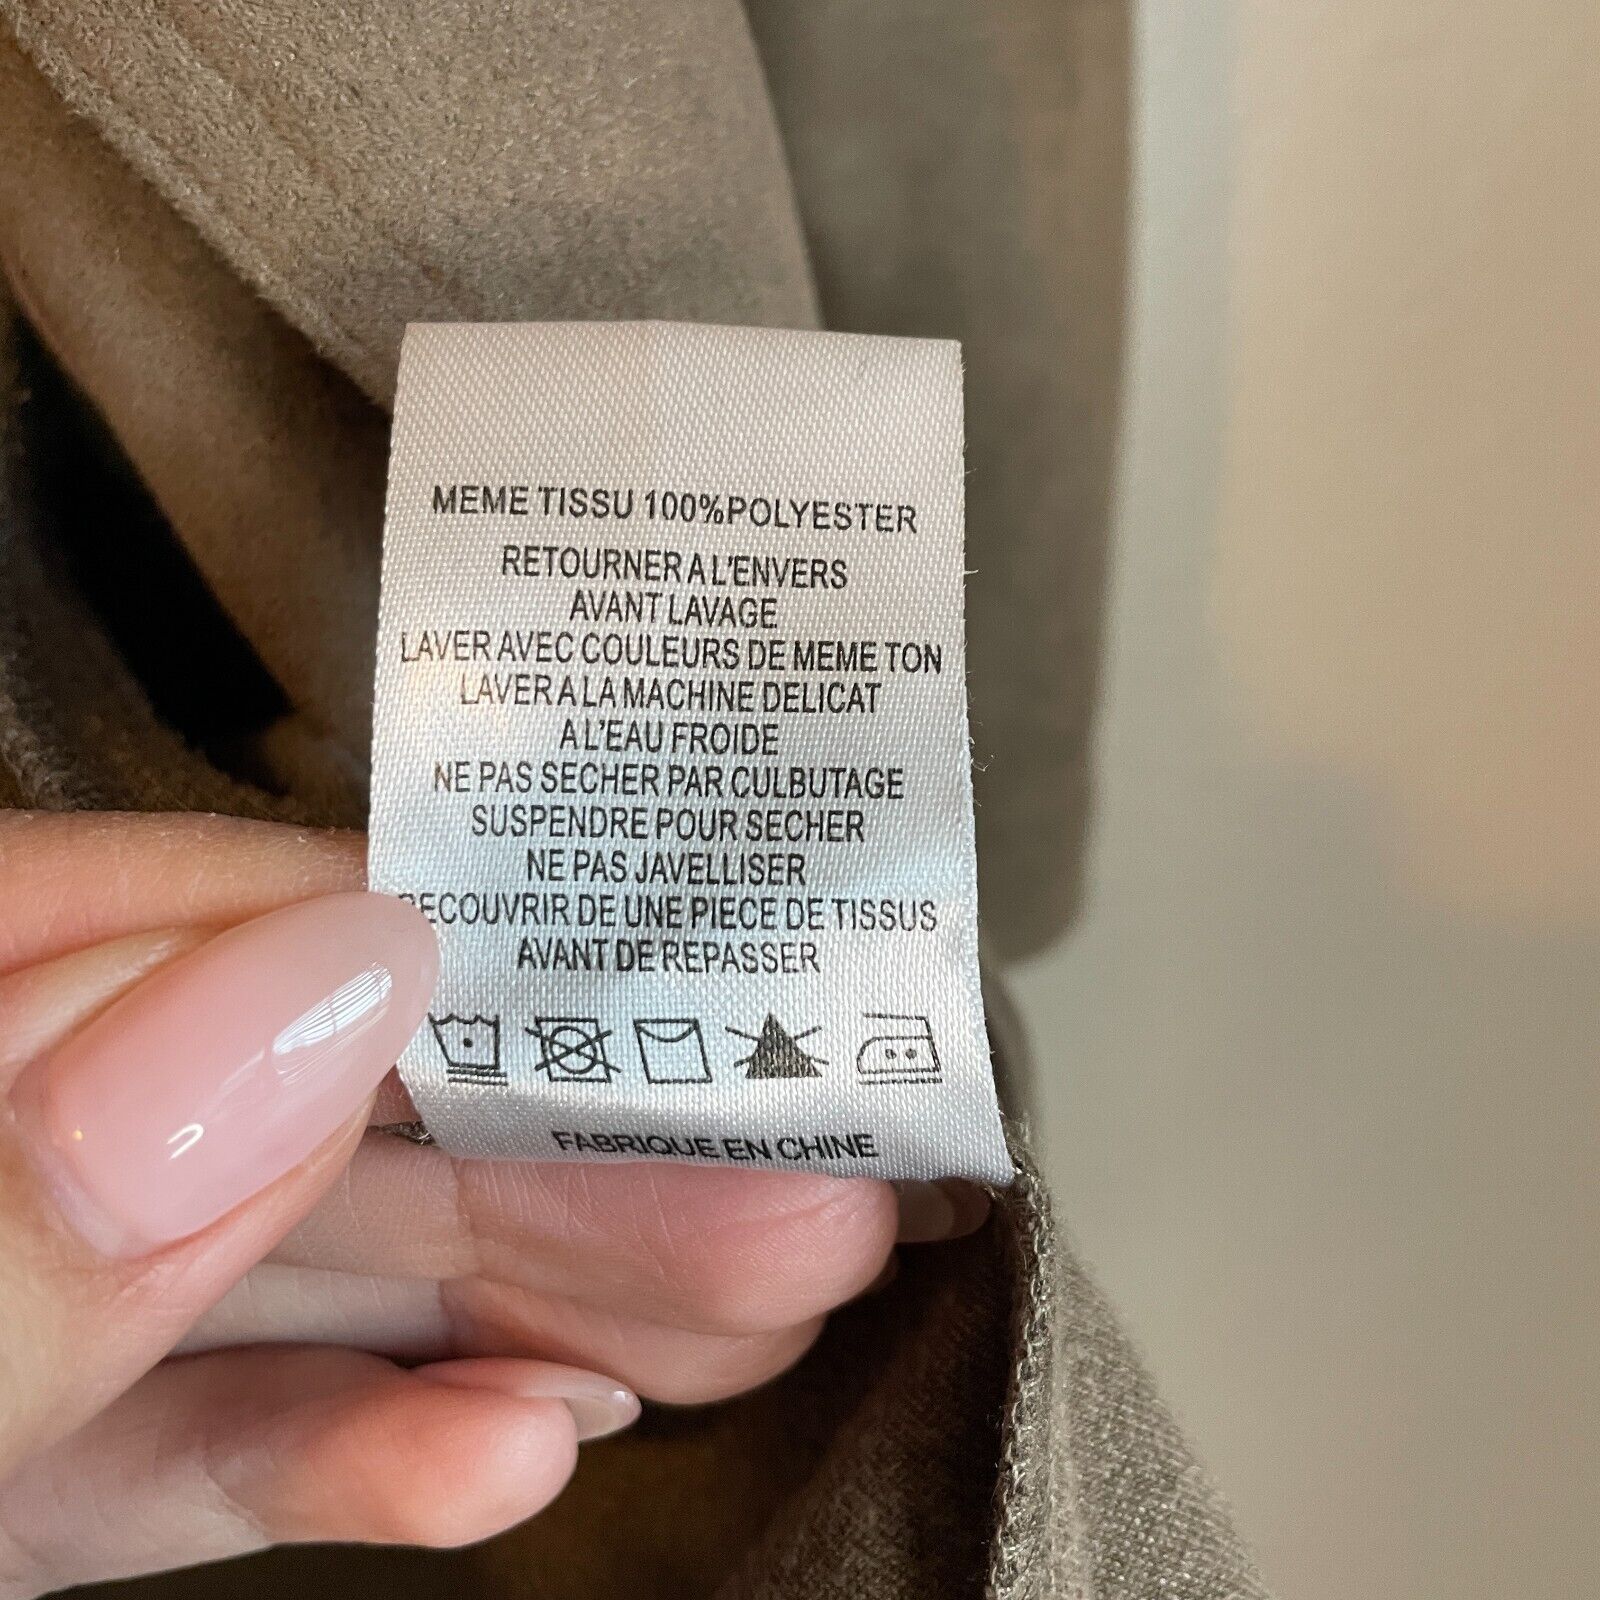 MEME TISSU 100%POLYESTER
RETOURNER A L'ENVERS
AVANT LAVAGE
LAVER AVEC COULEURS DE MEME TON
LAVER A LA MACHINE DELICAT
A L'EAU FROIDE
NE PAS SECHER PAR CULBUTAGE
SUSPENDRE POUR SECHER
NE PAS JAVELLISER
RECOUVRIR DE UNE PIECE DE TISSUS
AVANT DE REPASSER
FABRIQUE EN CHINE